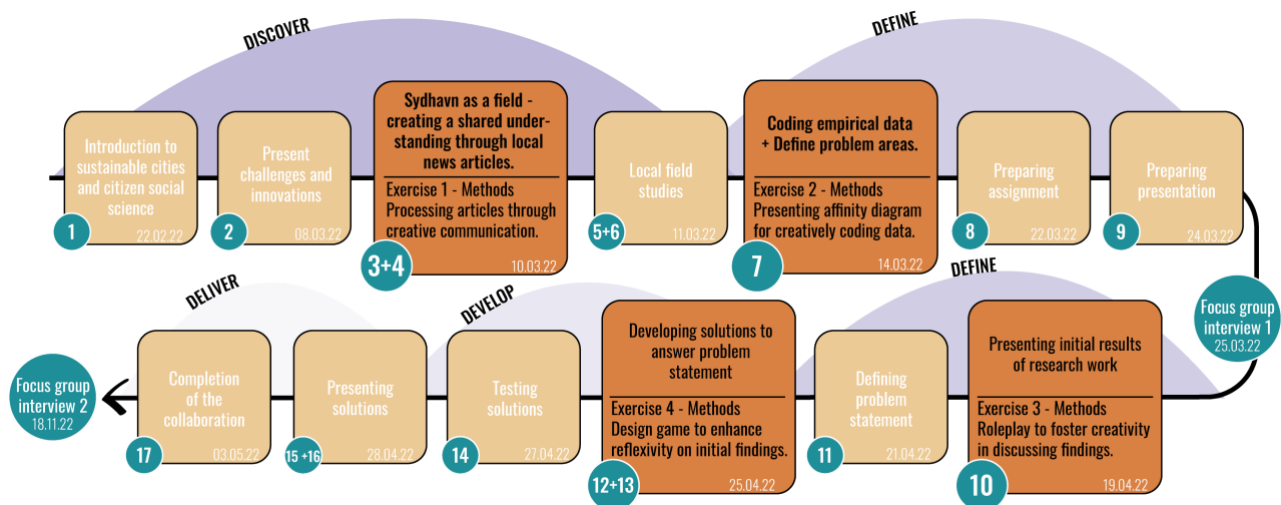 DISCOVER
DEFINE
Introduction to
sustainable cities
and citizen social
science
1
22.02.22
Present
challenges and
innovations
2
08.03.22
Sydhavn as a field -
creating a shared under-
standing through local
news articles.
Exercise 1 - Methods
Processing articles through
creative communication.
3+4
10.03.22
Local field
studies
5+6
11.03.22
Coding empirical data
+ Define problem areas.
Exercise 2 - Methods
Presenting affinity diagram
for creatively coding data.
7
14.03.22
Preparing
assignment
8
22.03.22
Preparing
presentation
9
24.03.22
Focus group
interview 1
25.03.22
DEFINE
Presenting initial results
of research work
Exercise 3 - Methods
Roleplay to foster creativity
in discussing findings.
10
19.04.22
Defining
problem
statement
11
21.04.22
DEVELOP
Developing solutions to
answer problem
statement
Exercise 4 - Methods
Design game to enhance
reflexivity on initial findings.
12+13
25.04.22
Testing
solutions
14
27.04.22
DELIVER
Presenting
solutions
15 +16
28.04.22
Completion
of the
collaboration
17
03.05.22
Focus group
interview 2
18.11.22